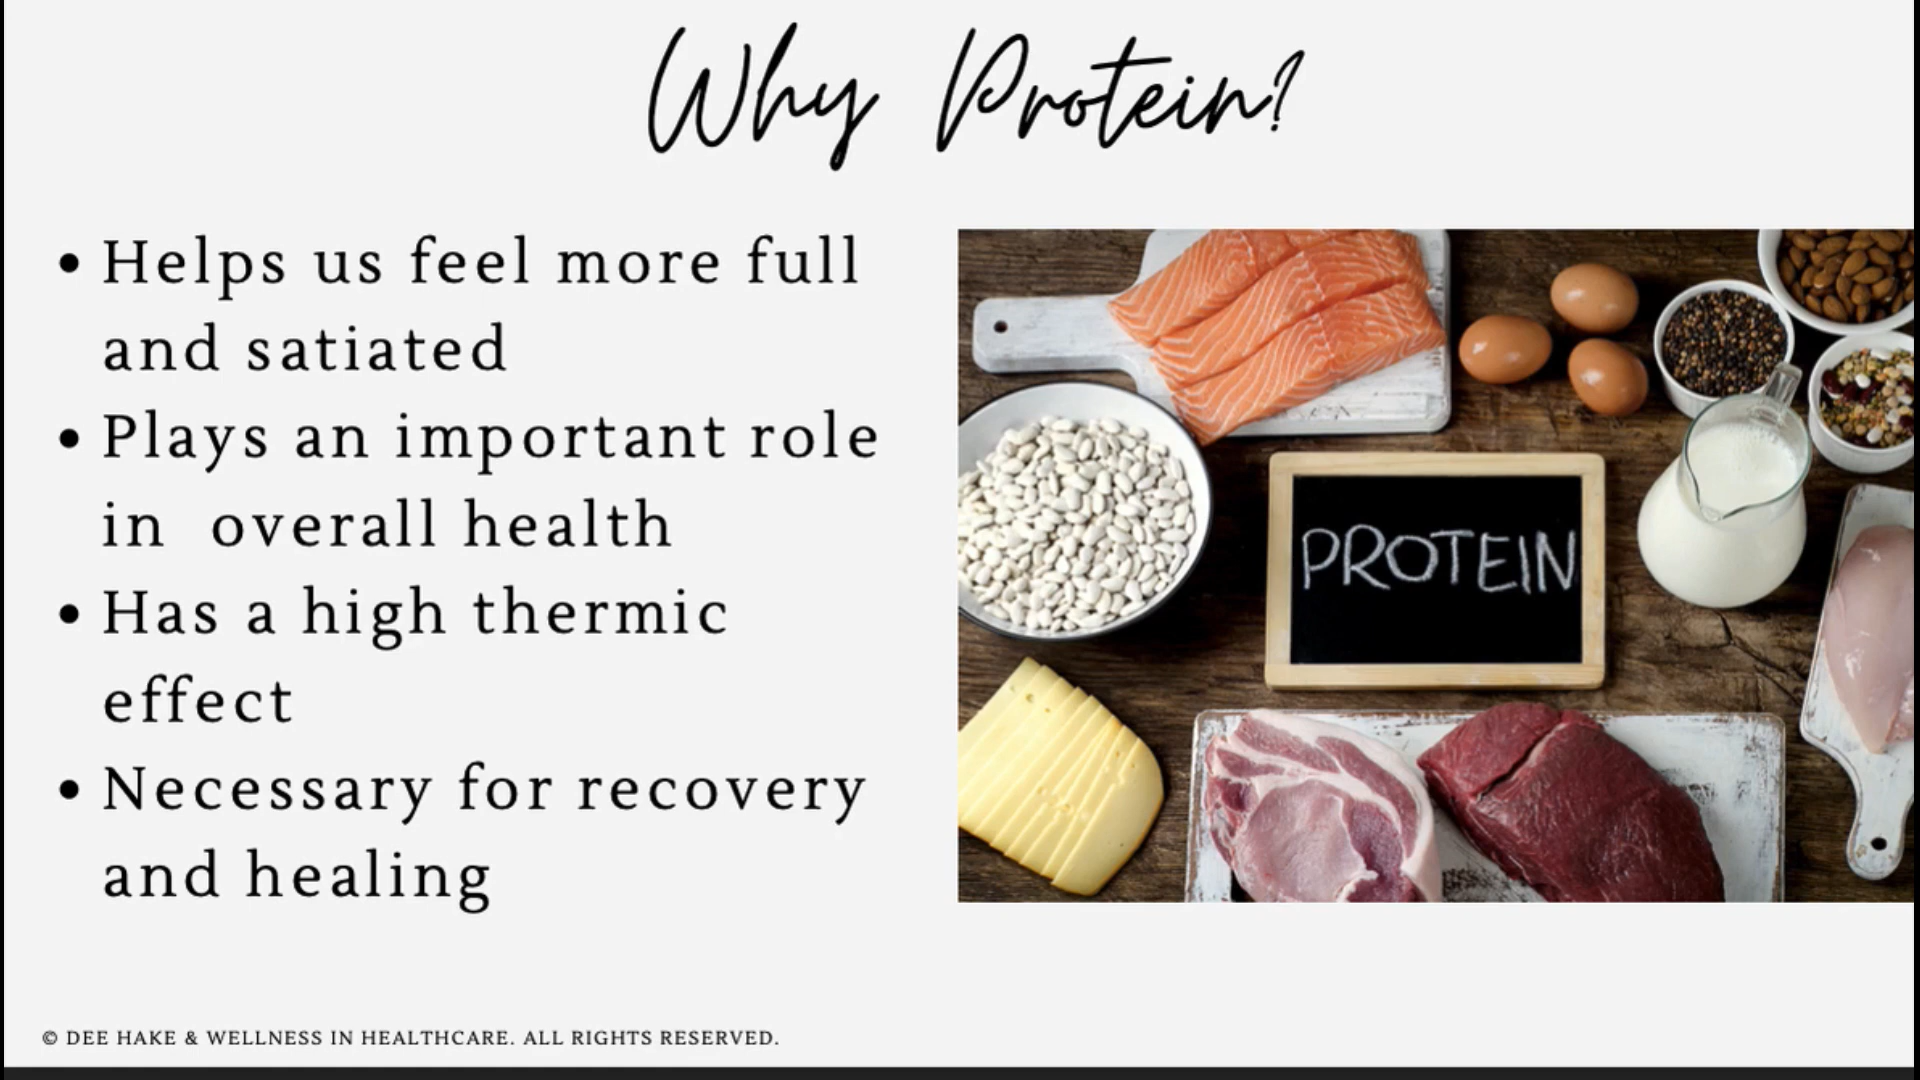 Why Protein?
• Helps us feel more full
and satiated
• Plays an important role
in  overall health
• Has a high thermic
effect
• Necessary for recovery
and healing
PROTEIN
© DEE HAKE & WELLNESS IN HEALTHCARE. ALL RIGHTS RESERVED.